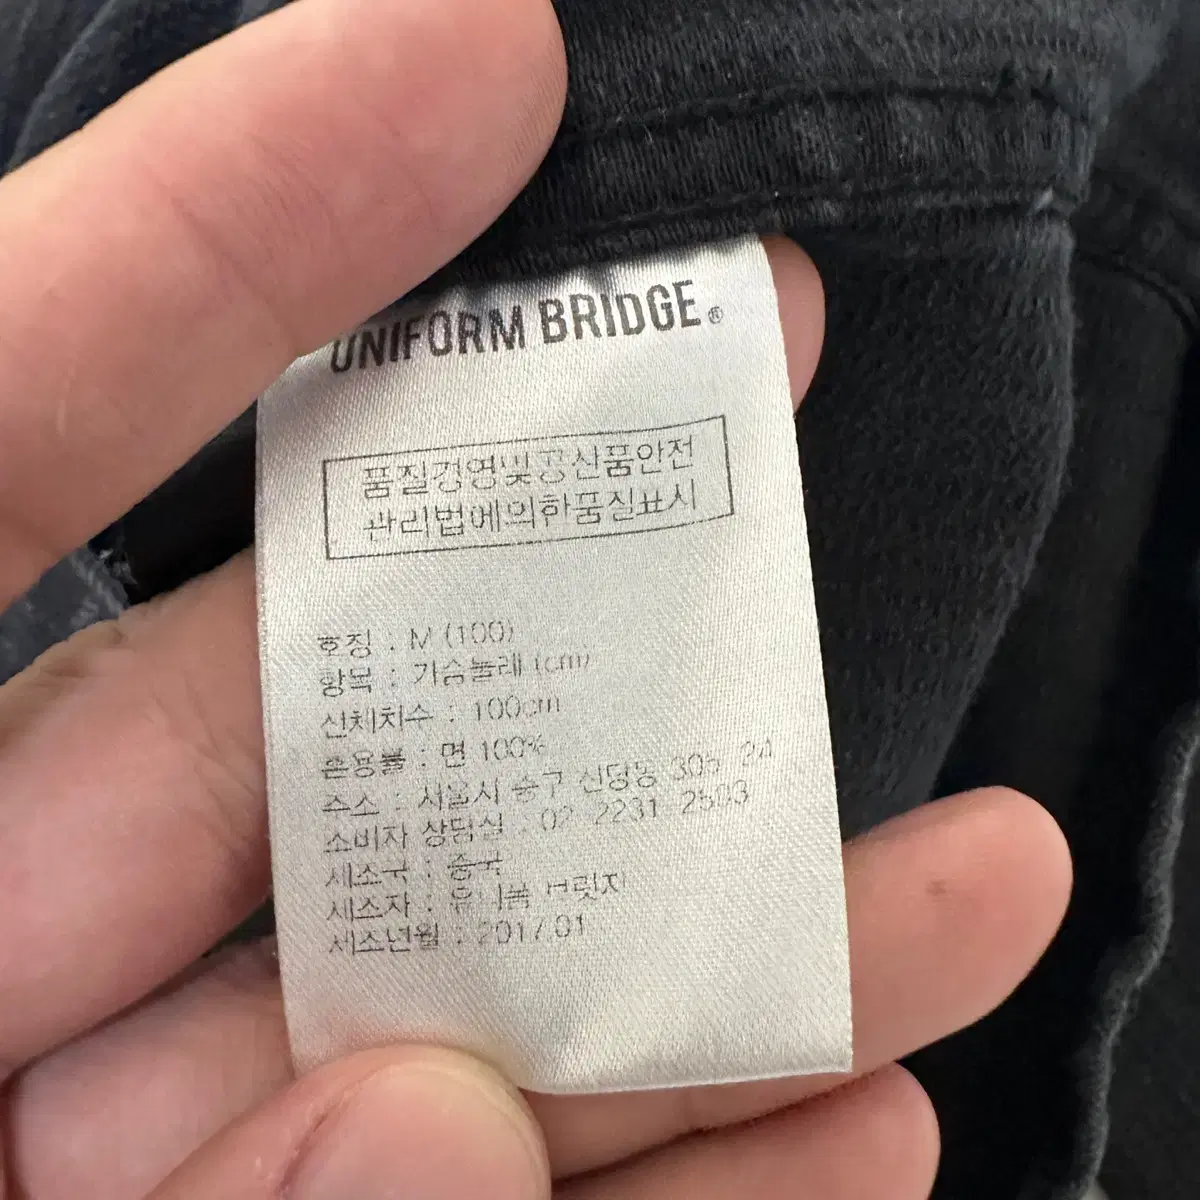 UNIFORM BRIDGE®
품질경영및공산품안전
관리법에의한품질표시
호칭 : M (100)
항목 : 가슴둘레 (cm)
신체치수 : 100cm
혼용률 : 면 100%
주소 : 서울시 중구 신당동 305 24
소비자 상담실 : 02 2231 2503
제조국 : 중국
제조자 : 유니폼 브릿지
제조년월 : 2017.01